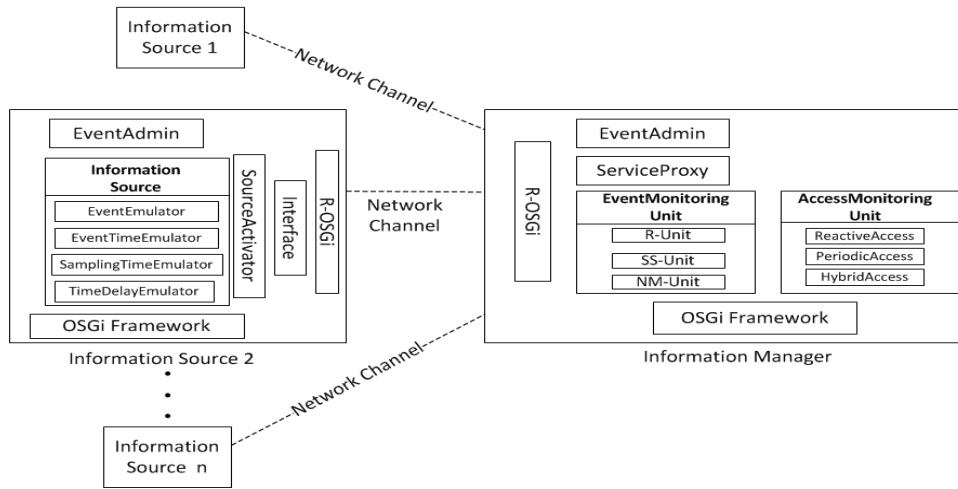 Information
Source 1
Network Channel
EventAdmin
Information
Source
EventEmulator
EventTimeEmulator
SamplingTimeEmulator
TimeDelayEmulator
SourceActivator
Interface
R-OSGi
OSGi Framework
Information Source 2
Network
Channel
R-OSGi
EventAdmin
ServiceProxy
EventMonitoring
Unit
R-Unit
SS-Unit
NM-Unit
AccessMonitoring
Unit
ReactiveAccess
PeriodicAccess
HybridAccess
OSGi Framework
Information Manager
Network Channel
Information
Source n